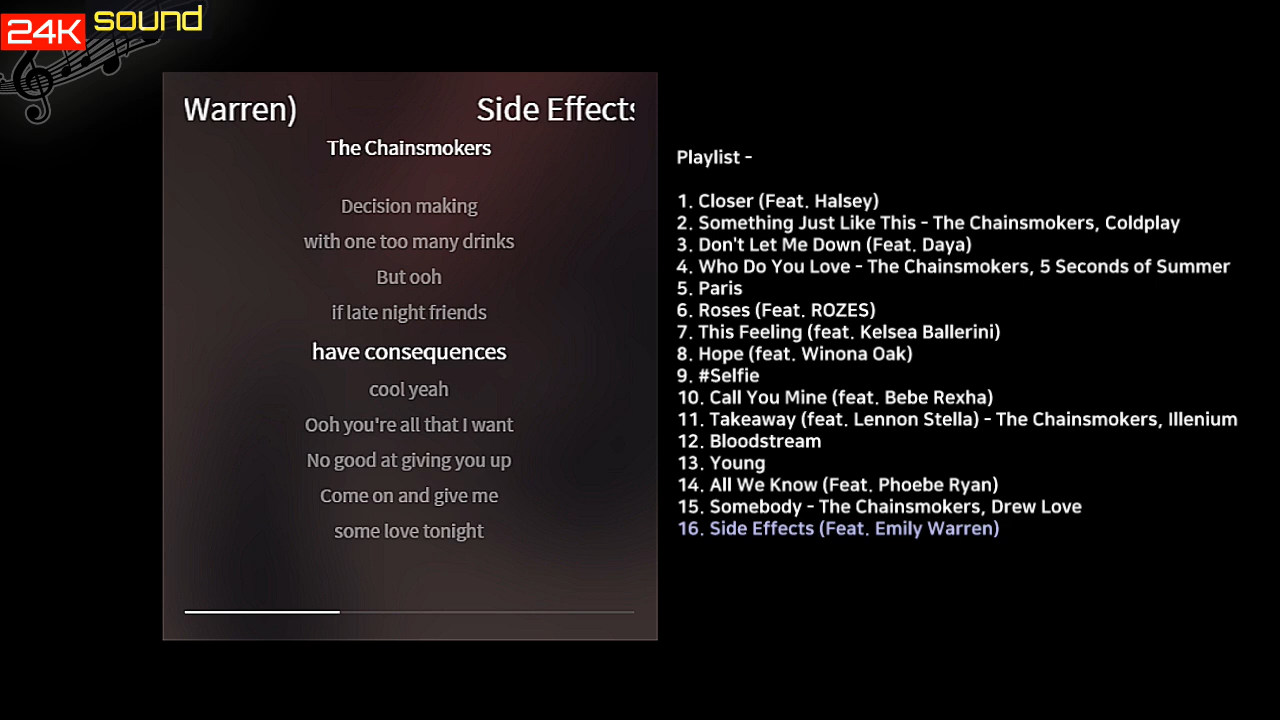 24K sound
Warren) Side Effects
The Chainsmokers
Decision making
with one too many drinks
But ooh
if late night friends
have consequences
cool yeah
Ooh you're all that I want
No good at giving you up
Come on and give me
some love tonight
Playlist -
1. Closer (Feat. Halsey)
2. Something Just Like This - The Chainsmokers, Coldplay
3. Don't Let Me Down (Feat. Daya)
4. Who Do You Love - The Chainsmokers, 5 Seconds of Summer
5. Paris
6. Roses (Feat. ROZES)
7. This Feeling (feat. Kelsea Ballerini)
8. Hope (feat. Winona Oak)
9. #Selfie
10. Call You Mine (feat. Bebe Rexha)
11. Takeaway (feat. Lennon Stella) - The Chainsmokers, Illenium
12. Bloodstream
13. Young
14. All We Know (Feat. Phoebe Ryan)
15. Somebody - The Chainsmokers, Drew Love
16. Side Effects (Feat. Emily Warren)